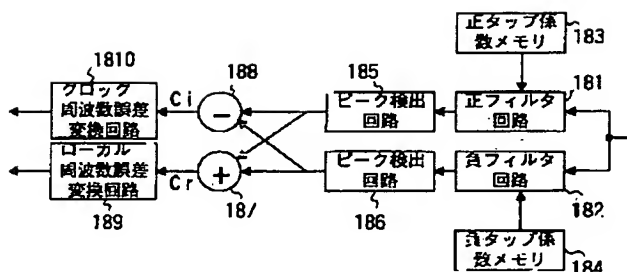 正タップ係
数メモリ
183
1810
188
185
181
クロック
周波数誤差
変換回路
Ci
−
ピーク検出
回路
正フィルタ
回路
ローカル
周波数誤差
変換回路
Cr
+
ピーク検出
回路
負フィルタ
回路
189
187
186
182
負タップ係
数メモリ
184